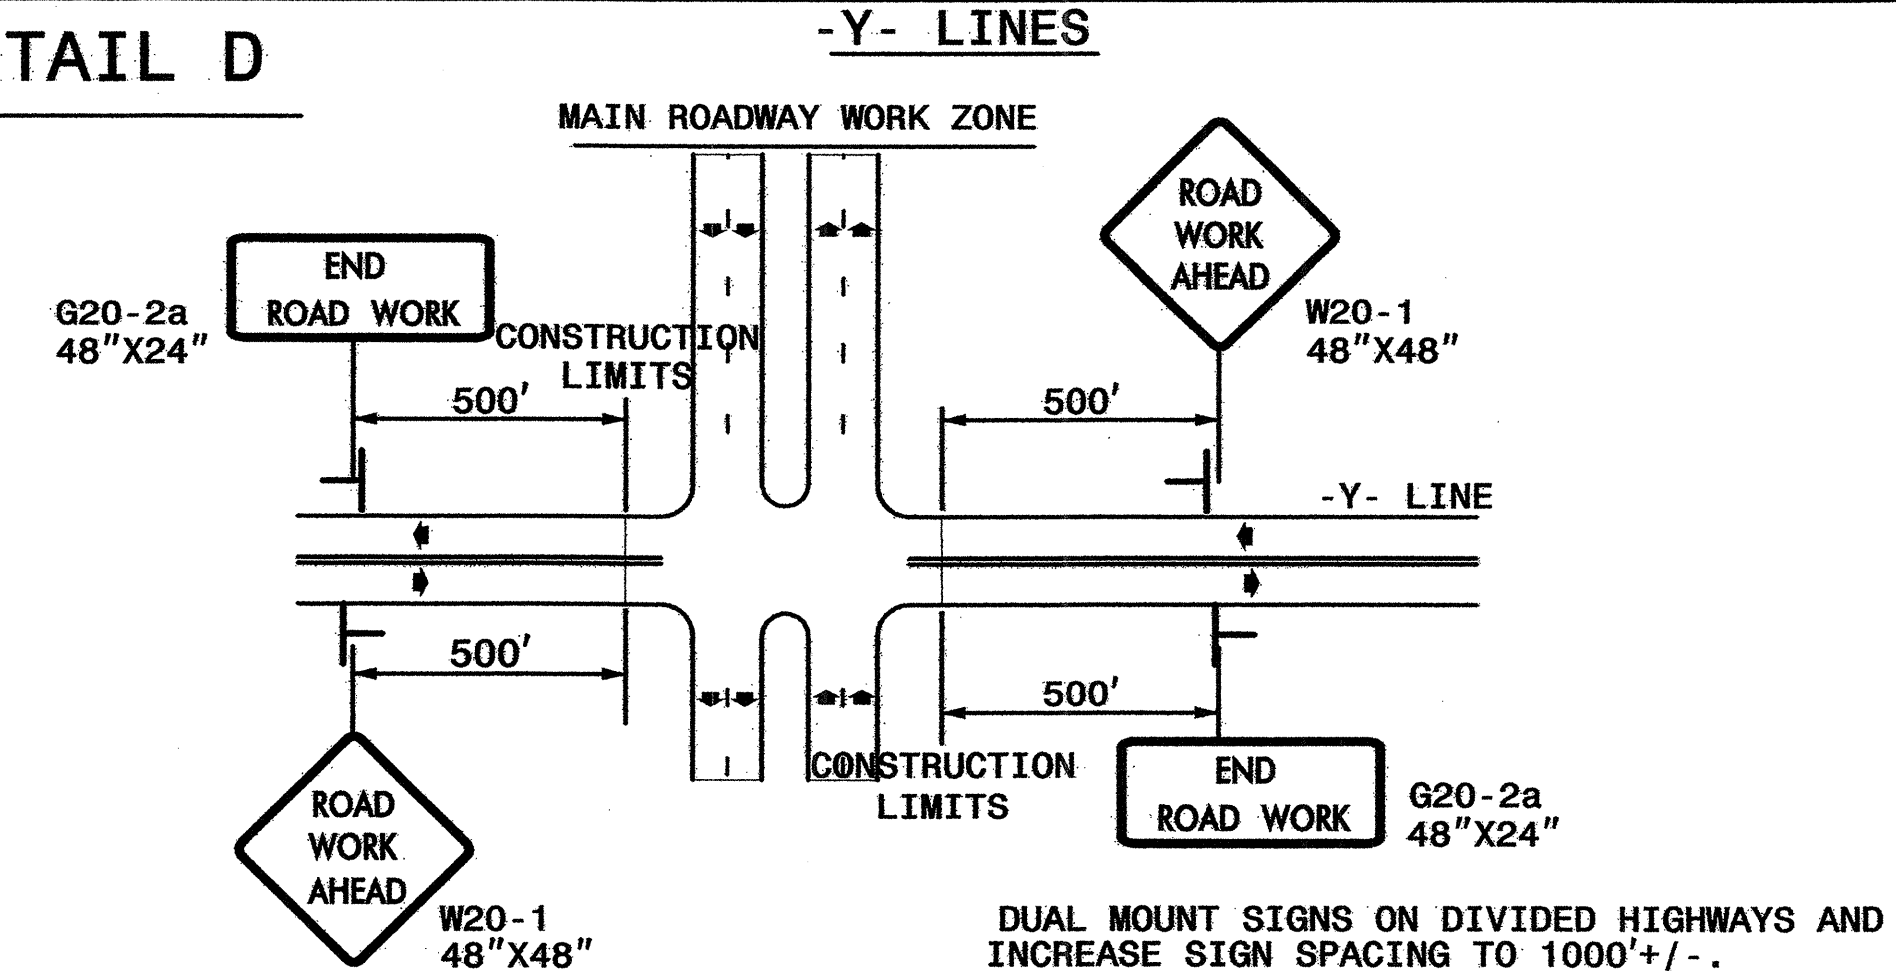 -Y- LINES
TAIL D
MAIN ROADWAY WORK ZONE
ROAD
WORK
AHEAD
W20-1
48"X48"
END
ROAD WORK
G20-2a
48"X24"
CONSTRUCTION
LIMITS
500'
500'
-Y- LINE
500'
500'
CONSTRUCTION
LIMITS
END
ROAD WORK
G20-2a
48"X24"
ROAD
WORK
AHEAD
W20-1
48"X48"
DUAL MOUNT SIGNS ON DIVIDED HIGHWAYS AND
INCREASE SIGN SPACING TO 1000'+/-.